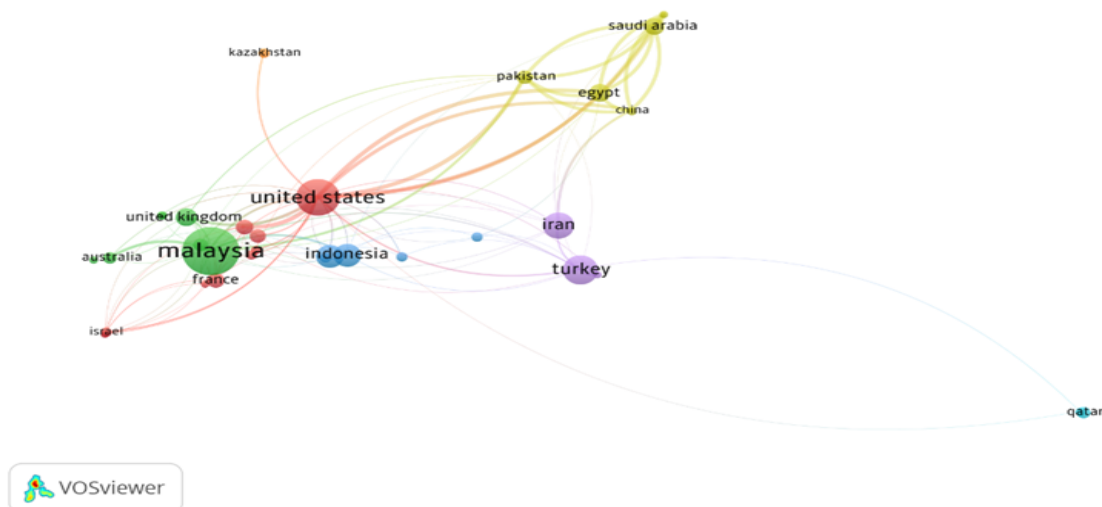 saudi arabia
kazakhstan
pakistan
egypt
china
united states
united kingdom
iran
malaysia
indonesia
australia
turkey
france
israel
qatar
VOSviewer